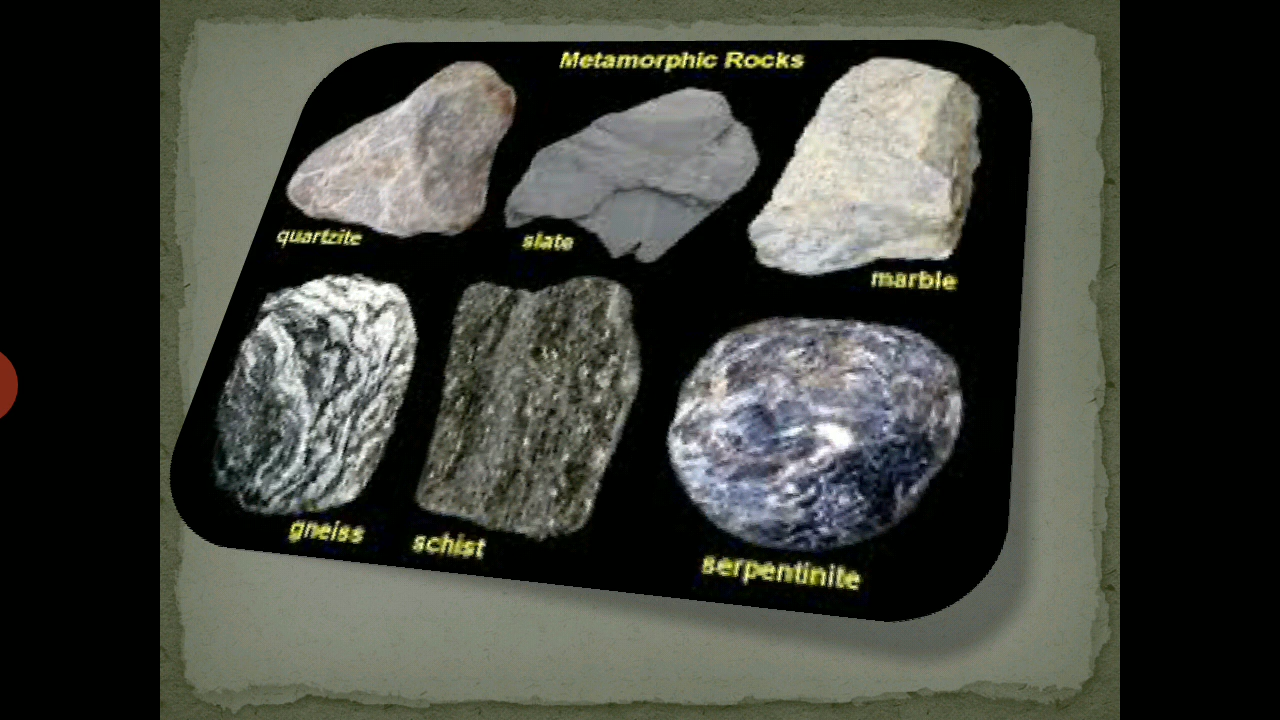 Metamorphic Rocks
quartzite
slate
marble
gneiss
schist
serpentinite